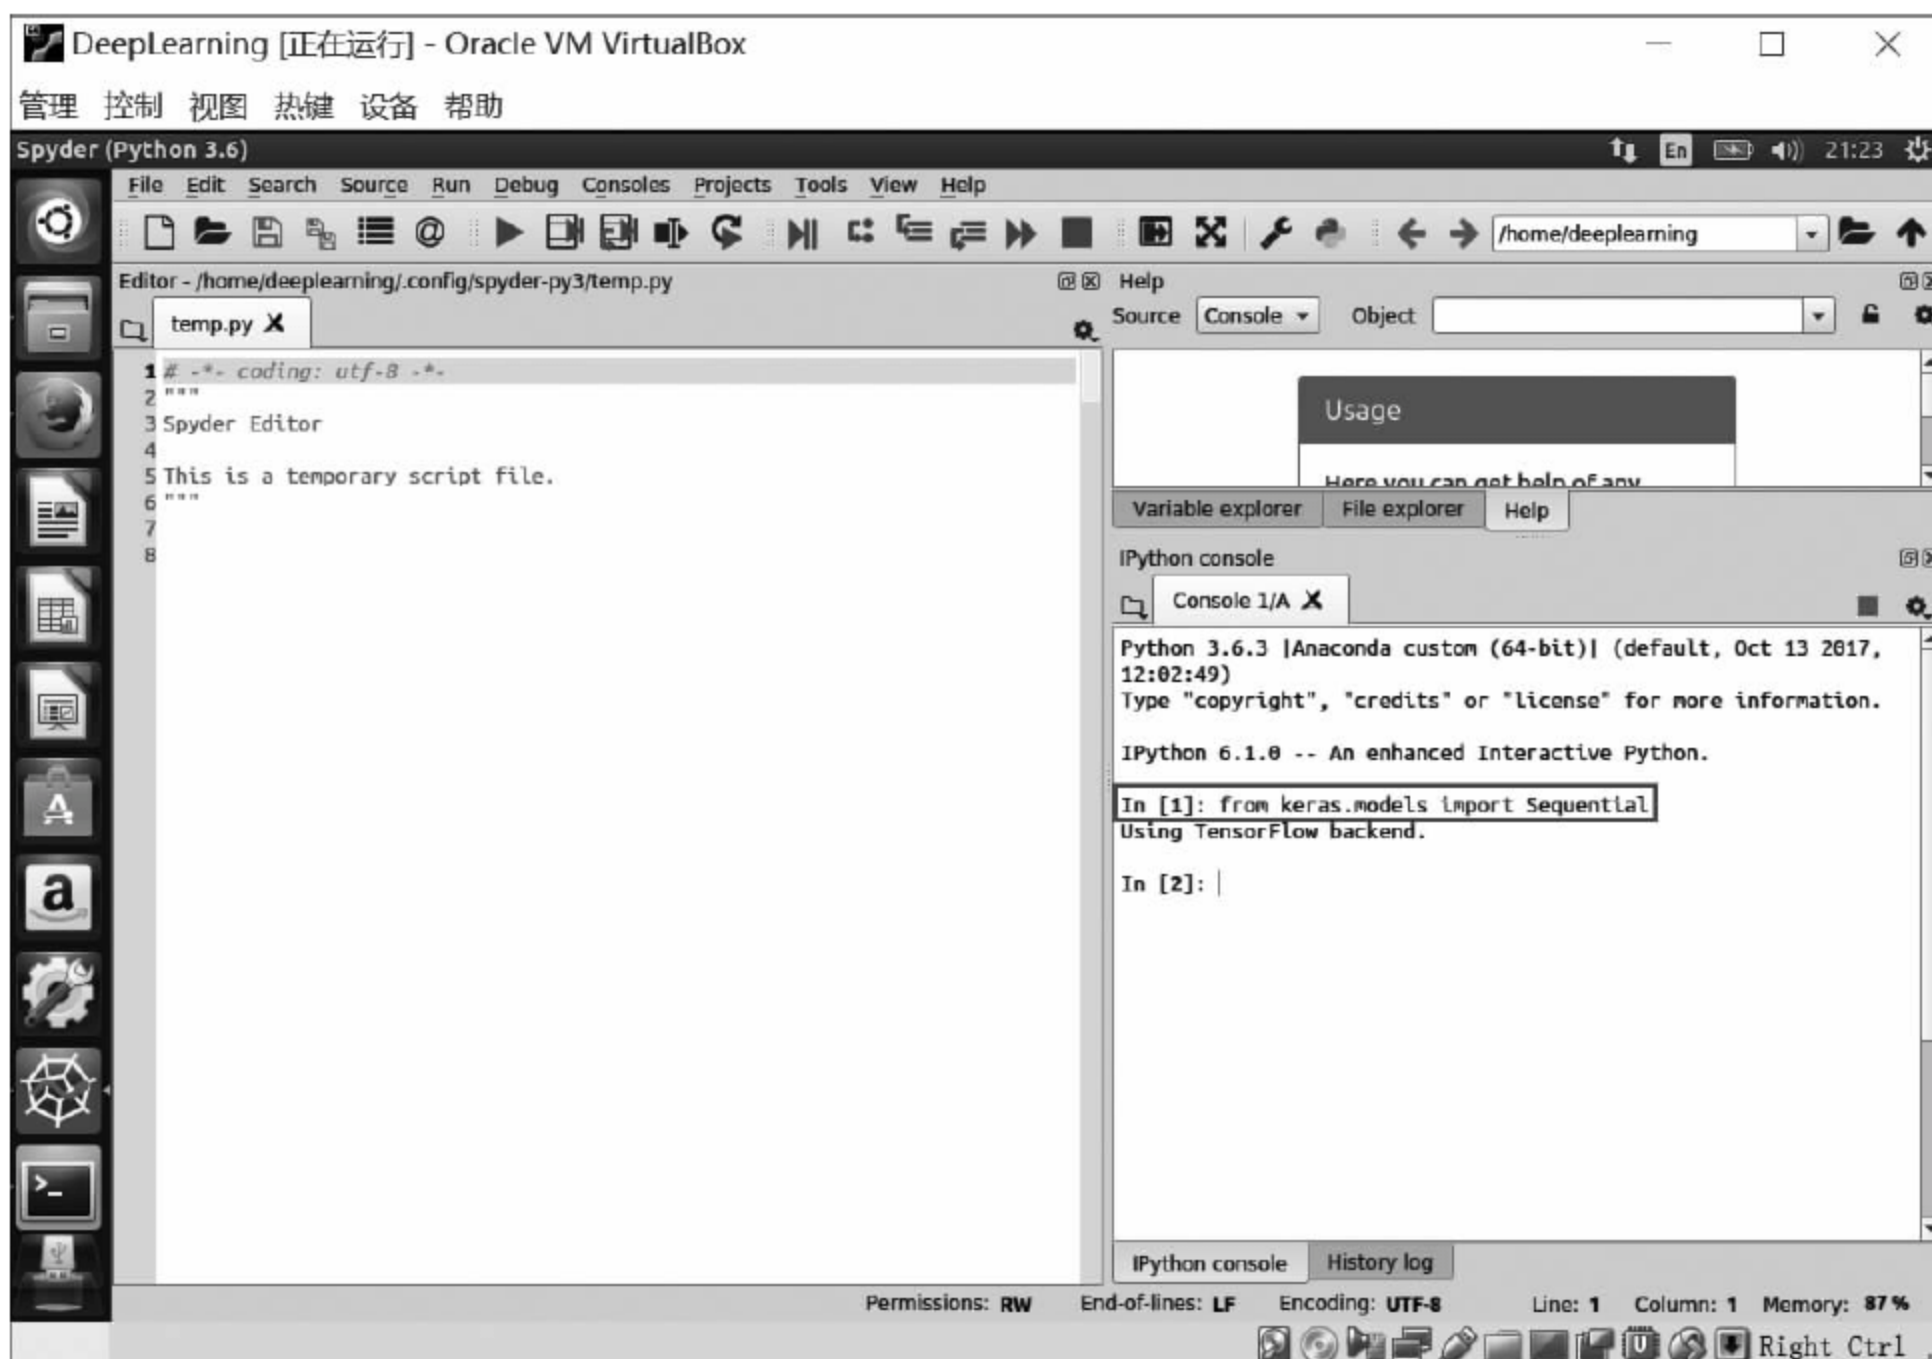 DeepLearning [正在运行] - Oracle VM VirtualBox
管理 控制 视图 热键 设备 帮助
Spyder (Python 3.6)
En 21:23
File Edit Search Source Run Debug Consoles Projects Tools View Help
/home/deeplearning
Editor - /home/deeplearning/.config/spyder-py3/temp.py
temp.py
1 # -*- coding: utf-8 -*-
2 """
3 Spyder Editor
4
5 This is a temporary script file.
6 """
7
8
Help
Source Console Object
Usage
Here you can get help of any
Variable explorer File explorer Help
IPython console
Console 1/A
Python 3.6.3 |Anaconda custom (64-bit)| (default, Oct 13 2017,
12:02:49)
Type "copyright", "credits" or "license" for more information.
IPython 6.1.0 -- An enhanced Interactive Python.
In [1]: from keras.models import Sequential
Using TensorFlow backend.
In [2]:
IPython console History log
Permissions: RW End-of-lines: LF Encoding: UTF-8 Line: 1 Column: 1 Memory: 87 %
Right Ctrl